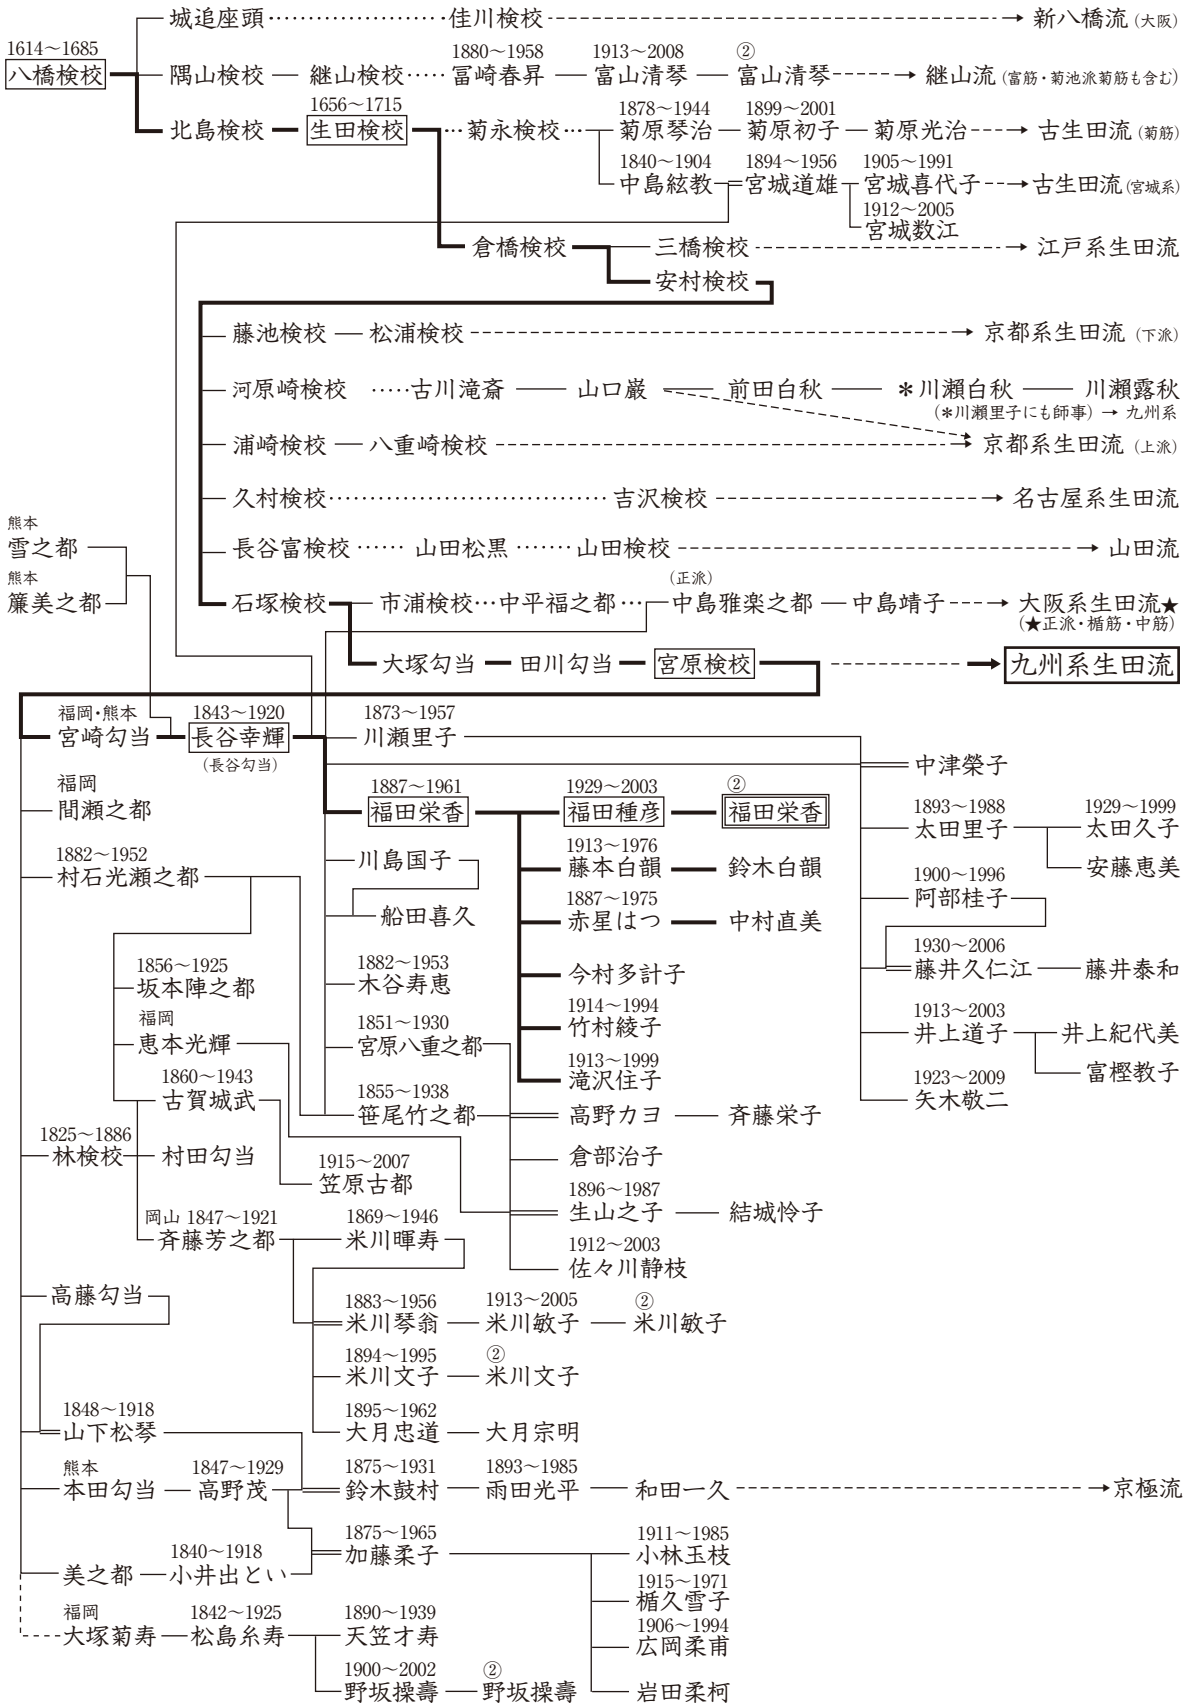 城追座頭 佳川検校 新八橋流 (大阪)
1614〜1685 1880〜1958 1913〜2008 ②
八橋検校 隅山検校 継山検校 冨崎春昇 富山清琴 富山清琴 継山流 (富筋・菊池派菊筋も含む)
1656〜1715 1878〜1944 1899〜2001
北島検校 生田検校 菊永検校 菊原琴治 菊原初子 菊原光治 古生田流 (菊筋)
1840〜1904 1894〜1956 1905〜1991
中島絃教 宮城道雄 宮城喜代子 古生田流 (宮城系)
1912〜2005
宮城数江
倉橋検校 三橋検校 江戸系生田流
安村検校
藤池検校 松浦検校 京都系生田流 (下派)
河原崎検校 古川滝斎 山口巌 前田白秋 *川瀬白秋 川瀬露秋
(*川瀬里子にも師事) → 九州系
浦崎検校 八重崎検校 京都系生田流 (上派)
久村検校 吉沢検校 名古屋系生田流
熊本
雪之都 長谷富検校 山田松黒 山田検校 山田流
熊本 (正派)
簾美之都 石塚検校 市浦検校 中平福之都 中島雅楽之都 中島靖子 大阪系生田流★
(★正派・楯筋・中筋)
大塚勾当 田川勾当 宮原検校 九州系生田流
福岡・熊本 1843〜1920 1873〜1957
宮崎勾当 長谷幸輝 川瀬里子
(長谷勾当)
中津榮子
福岡 1887〜1961 1929〜2003 ② 1893〜1988 1929〜1999
間瀬之都 福田栄香 福田種彦 福田栄香 太田里子 太田久子
1882〜1952 1913〜1976
村石光瀬之都 川島国子 藤本白韻 鈴木白韻 安藤恵美
1887〜1975 1900〜1996
阿部桂子
船田喜久 赤星はつ 中村直美
1856〜1925 1882〜1953 1930〜2006
坂本陣之都 木谷寿恵 今村多計子 藤井久仁江 藤井泰和
福岡 1851〜1930 1914〜1994 1913〜2003
恵本光輝 宮原八重之都 竹村綾子 井上道子 井上紀代美
1860〜1943 1913〜1999
古賀城武 滝沢住子 富樫教子
1855〜1938 1923〜2009
笹尾竹之都 高野カヨ 斉藤栄子 矢木敬二
1825〜1886
林検校 村田勾当 倉部治子
1915〜2007 1896〜1987
笠原古都 生山之子 結城怜子
岡山 1847〜1921 1869〜1946
斉藤芳之都 米川暉寿
1912〜2003
佐々川静枝
高藤勾当
1883〜1956 1913〜2005 ②
米川琴翁 米川敏子 米川敏子
1894〜1995 ②
米川文子 米川文子
1848〜1918 1895〜1962
山下松琴 大月忠道 大月宗明
熊本 1847〜1929 1875〜1931 1893〜1985
本田勾当 高野茂 鈴木鼓村 雨田光平 和田一久 京極流
1840〜1918 1875〜1965 1911〜1985
美之都 小井出とい 加藤柔子 小林玉枝
1915〜1971
楯久雪子
福岡 1842〜1925 1890〜1939 1906〜1994
大塚菊寿 松島糸寿 天笠才寿 広岡柔甫
1900〜2002 ②
野坂操壽 野坂操壽 岩田柔柯